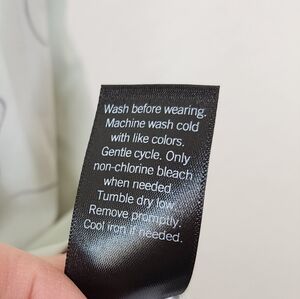 Wash before wearing.
Machine wash cold
with like colors.
Gentle cycle. Only
non-chlorine bleach
when needed.
Tumble dry low.
Remove promptly.
Cool iron if needed.